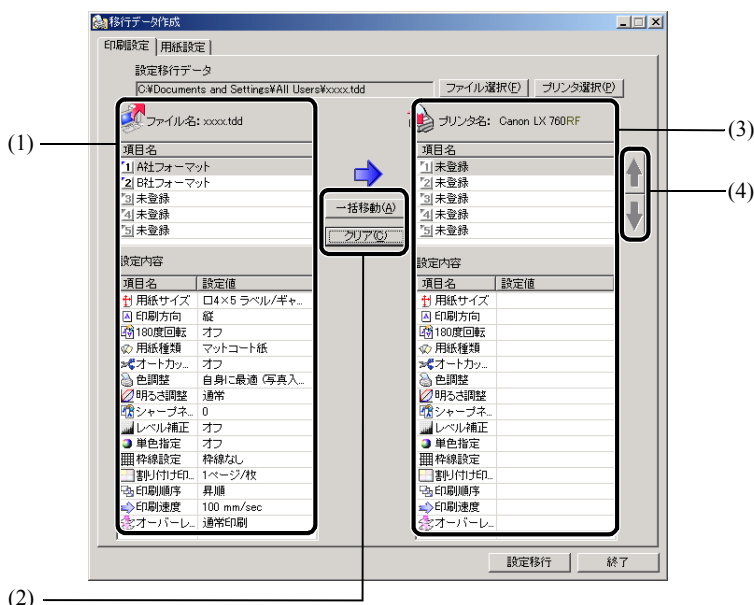 移行データ作成
印刷設定 用紙設定
設定移行データ
C:¥Documents and Settings¥All Users¥xxxx.tdd ファイル選択(F) プリンタ選択(P)
(1)
ファイル名: xxxx.tdd
項目名
1 A社フォーマット
2 B社フォーマット
3 未登録
4 未登録
5 未登録
設定内容
項目名 設定値
用紙サイズ 口4×5 ラベル/ギャ...
印刷方向 縦
180度回転 オフ
用紙種類 マットコート紙
オートカッ... オフ
色調整 自身に最適 (写真入...
明るさ調整 通常
シャープネ... 0
レベル補正 オフ
単色指定 オフ
枠線設定 枠線なし
割り付け印... 1ページ/枚
印刷順序 昇順
印刷速度 100 mm/sec
オーバーレ... 通常印刷
一括移動(A)
クリア(C)
(2)
プリンタ名: Canon LX 760RF
(3)
項目名
1 未登録
2 未登録
3 未登録
4 未登録
5 未登録
(4)
設定内容
項目名 設定値
用紙サイズ
印刷方向
180度回転
用紙種類
オートカッ...
色調整
明るさ調整
シャープネ...
レベル補正
単色指定
枠線設定
割り付け印...
印刷順序
印刷速度
オーバーレ...
設定移行 終了